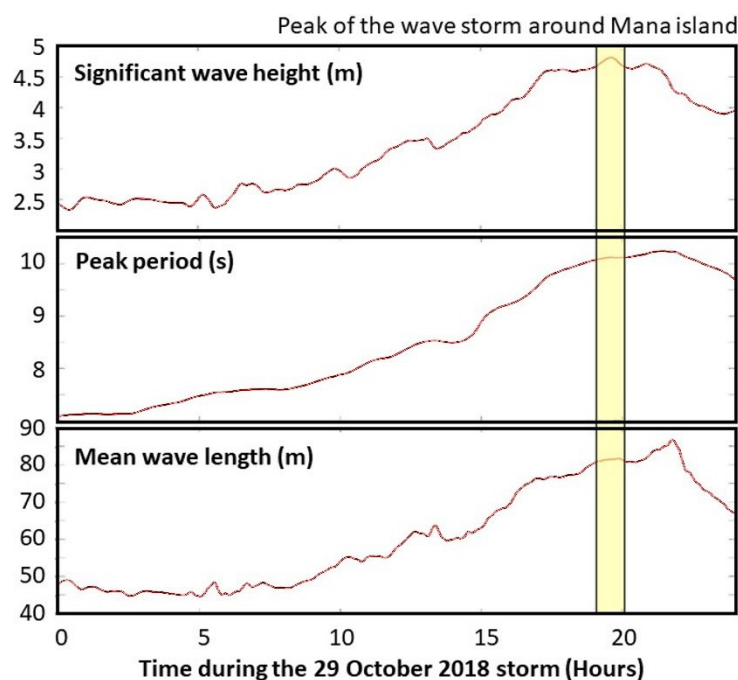 Peak of the wave storm around Mana island
5
Significant wave height (m)
4.5
4
3.5
3
2.5
Peak period (s)
10
9
8
90
Mean wave length (m)
80
70
60
50
40
0 5 10 15 20
Time during the 29 October 2018 storm (Hours)